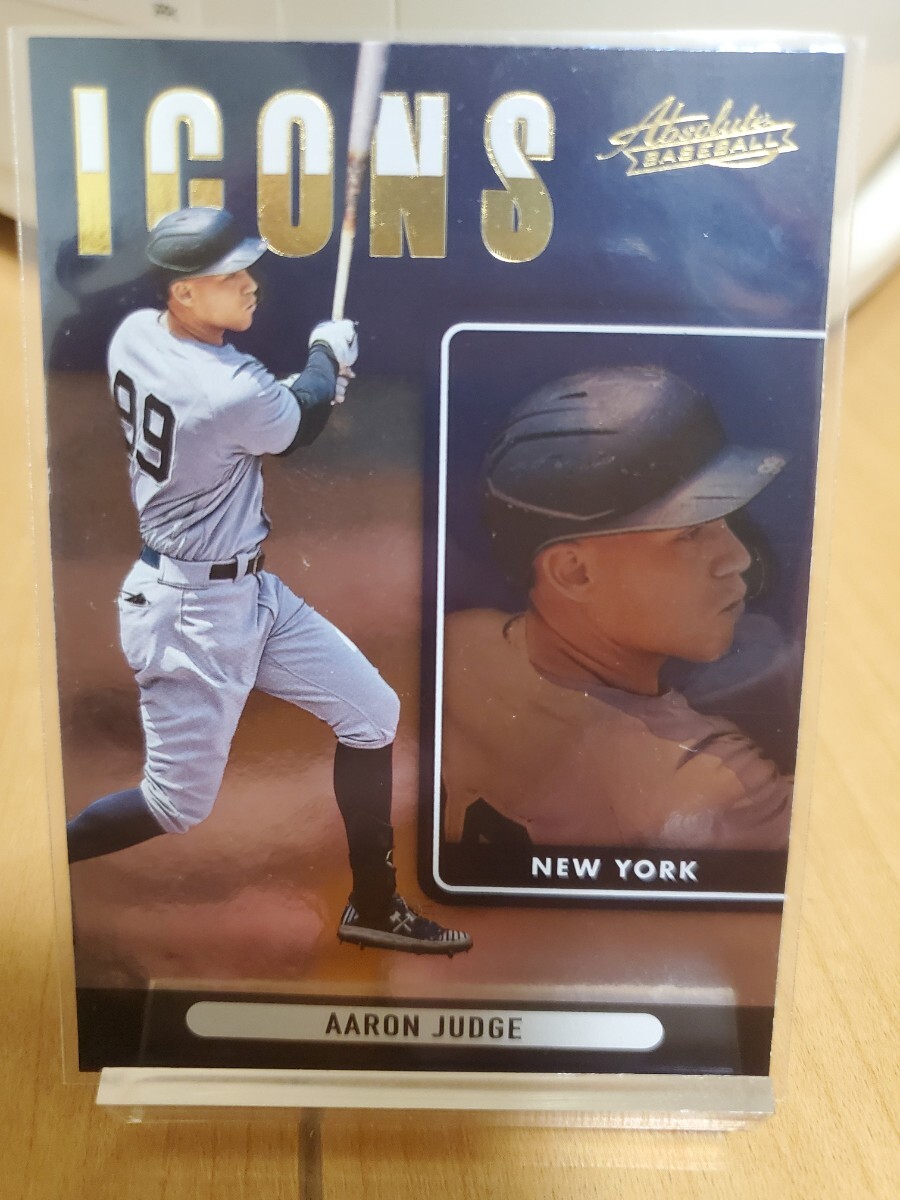 ICONS
Absolute
BASEBALL
99
NEW YORK
AARON JUDGE